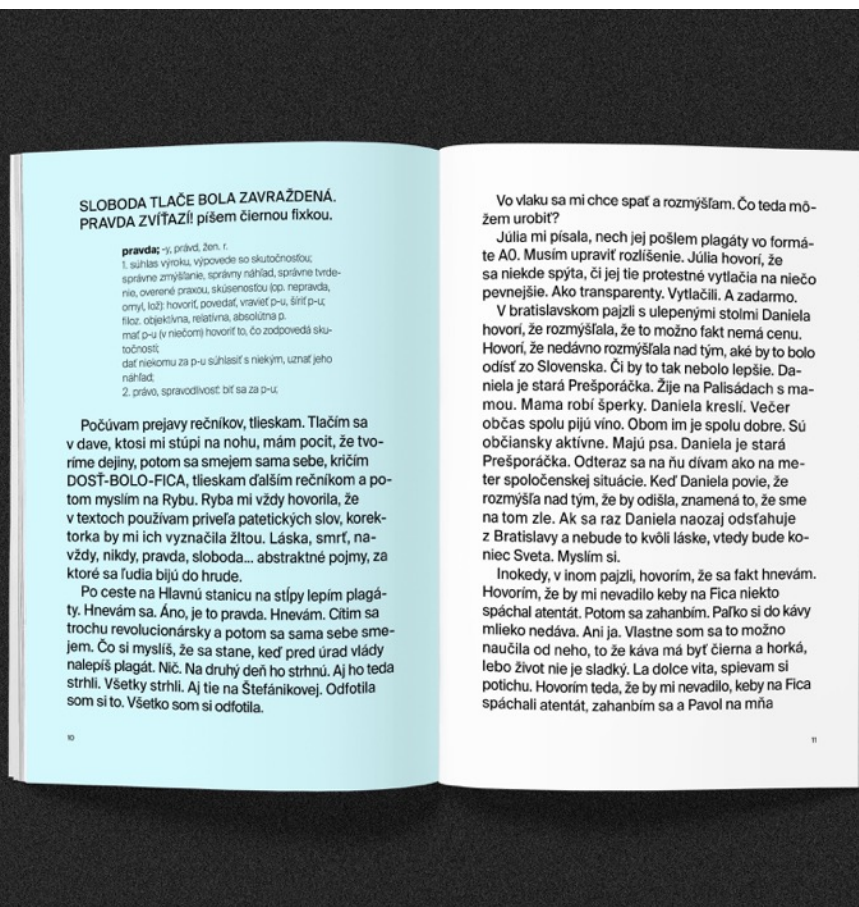 SLOBODA TLAČE BOLA ZAVRAŽDENÁ.
PRAVDA ZVÍŤAZÍ! píšem čiernou fixkou.
pravda; -y, právd, žen. r.
1. súhlas výroku, výpovede so skutočnosťou;
správne zmýšľanie, správny náhľad, správne tvrde-
nie, overené praxou, skúsenosťou (op. nepravda,
omyl, lož): hovoriť, povedať, vravieť p-u, šíriť p-u;
filoz. objektívna, relatívna, absolútna p.
mať p-u (v niečom) hovoriť to, čo zodpovedá sku-
točnosti;
dať niekomu za p-u súhlasiť s niekým, uznať jeho
náhľad;
2. právo, spravodlivosť: biť sa za p-u;
Počúvam prejavy rečníkov, tlieskam. Tlačím sa
v dave, ktosi mi stúpi na nohu, mám pocit, že tvo-
ríme dejiny, potom sa smejem sama sebe, kričím
DOSŤ-BOLO-FICA, tlieskam ďalším rečníkom a po-
tom myslím na Rybu. Ryba mi vždy hovorila, že
v textoch používam priveľa patetických slov, korek-
torka by mi ich vyznačila žltou. Láska, smrť, na-
vždy, nikdy, pravda, sloboda... abstraktné pojmy, za
ktoré sa ľudia bijú do hrude.
Po ceste na Hlavnú stanicu na stĺpy lepím plagá-
ty. Hnevám sa. Áno, je to pravda. Hnevám. Cítim sa
trochu revolucionársky a potom sa sama sebe sme-
jem. Čo si myslíš, že sa stane, keď pred úrad vlády
nalepíš plagát. Nič. Na druhý deň ho strhnú. Aj ho teda
strhli. Všetky strhli. Aj tie na Štefánikovej. Odfotila
som si to. Všetko som si odfotila.
10
Vo vlaku sa mi chce spať a rozmýšľam. Čo teda mô-
žem urobiť?
Júlia mi písala, nech jej pošlem plagáty vo formá-
te A0. Musím upraviť rozlíšenie. Júlia hovorí, že
sa niekde spýta, či jej tie protestné vytlačia na niečo
pevnejšie. Ako transparenty. Vytlačili. A zadarmo.
V bratislavskom pajzli s ulepenými stolmi Daniela
hovorí, že rozmýšľala, že to možno fakt nemá cenu.
Hovorí, že nedávno rozmýšľala nad tým, aké by to bolo
odísť zo Slovenska. Či by to tak nebolo lepšie. Da-
niela je stará Prešporáčka. Žije na Palisádach s ma-
mou. Mama robí šperky. Daniela kreslí. Večer
občas spolu pijú víno. Obom im je spolu dobre. Sú
občiansky aktívne. Majú psa. Daniela je stará
Prešporáčka. Odteraz sa na ňu dívam ako na me-
ter spoločenskej situácie. Keď Daniela povie, že
rozmýšľa nad tým, že by odišla, znamená to, že sme
na tom zle. Ak sa raz Daniela naozaj odsťahuje
z Bratislavy a nebude to kvôli láske, vtedy bude ko-
niec Sveta. Myslím si.
Inokedy, v inom pajzli, hovorím, že sa fakt hnevám.
Hovorím, že by mi nevadilo keby na Fica niekto
spáchal atentát. Potom sa zahanbím. Paľko si do kávy
mlieko nedáva. Ani ja. Vlastne som sa to možno
naučila od neho, to že káva má byť čierna a horká,
lebo život nie je sladký. La dolce vita, spievam si
potichu. Hovorím teda, že by mi nevadilo, keby na Fica
spáchali atentát, zahanbím sa a Pavol na mňa
11